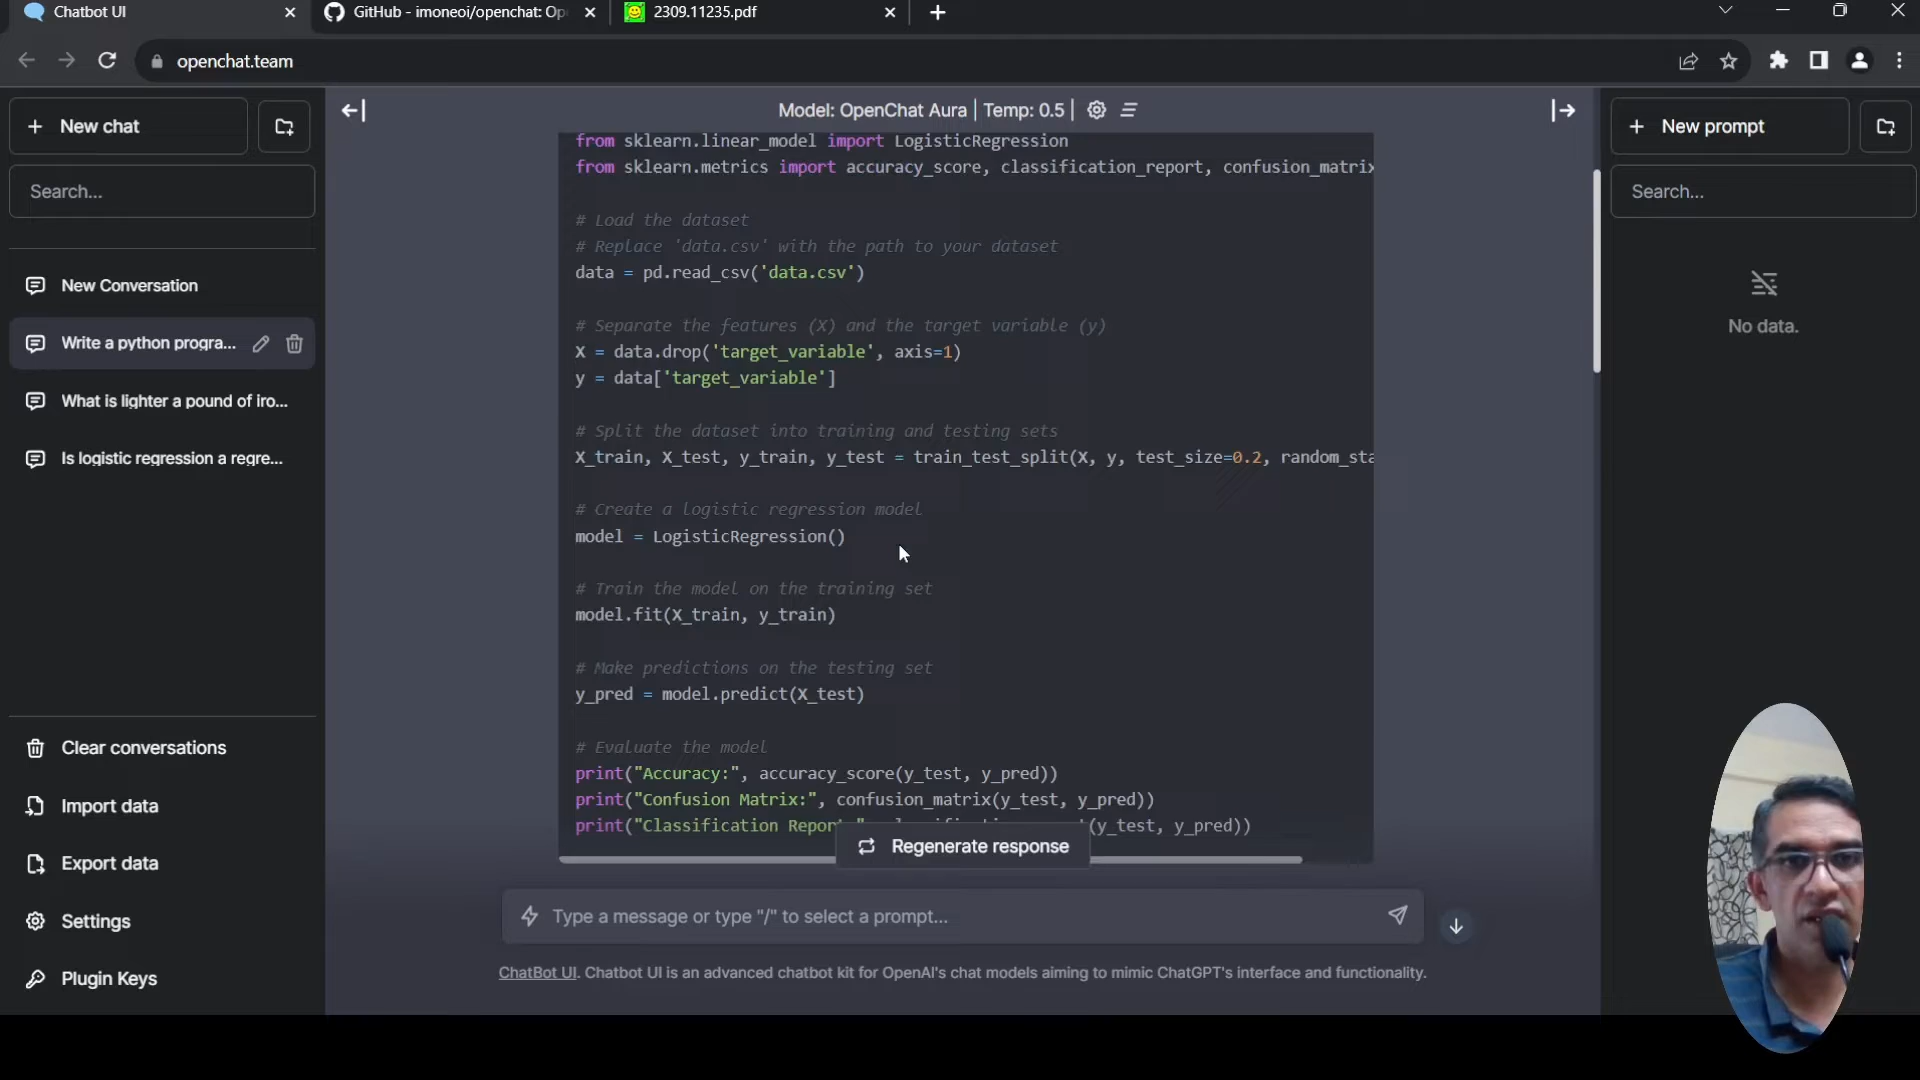 Chatbot UI
GitHub - imoneoi/openchat: Op
2309.11235.pdf
openchat.team
New chat
Search...
New Conversation
Write a python progra...
What is lighter a pound of iro...
Is logistic regression a regre...
Clear conversations
Import data
Export data
Settings
Plugin Keys
Model: OpenChat Aura | Temp: 0.5 |
from sklearn.linear_model import LogisticRegression
from sklearn.metrics import accuracy_score, classification_report, confusion_matrix
# Load the dataset
# Replace 'data.csv' with the path to your dataset
data = pd.read_csv('data.csv')
# Separate the features (X) and the target variable (y)
X = data.drop('target_variable', axis=1)
y = data['target_variable']
# Split the dataset into training and testing sets
X_train, X_test, y_train, y_test = train_test_split(X, y, test_size=0.2, random_sta
# Create a logistic regression model
model = LogisticRegression()
# Train the model on the training set
model.fit(X_train, y_train)
# Make predictions on the testing set
y_pred = model.predict(X_test)
# Evaluate the model
print("Accuracy:", accuracy_score(y_test, y_pred))
print("Confusion Matrix:", confusion_matrix(y_test, y_pred))
print("Classification Repor (y_test, y_pred))
Regenerate response
Type a message or type "/" to select a prompt...
ChatBot UI. Chatbot UI is an advanced chatbot kit for OpenAI's chat models aiming to mimic ChatGPT's interface and functionality.
New prompt
Search...
No data.